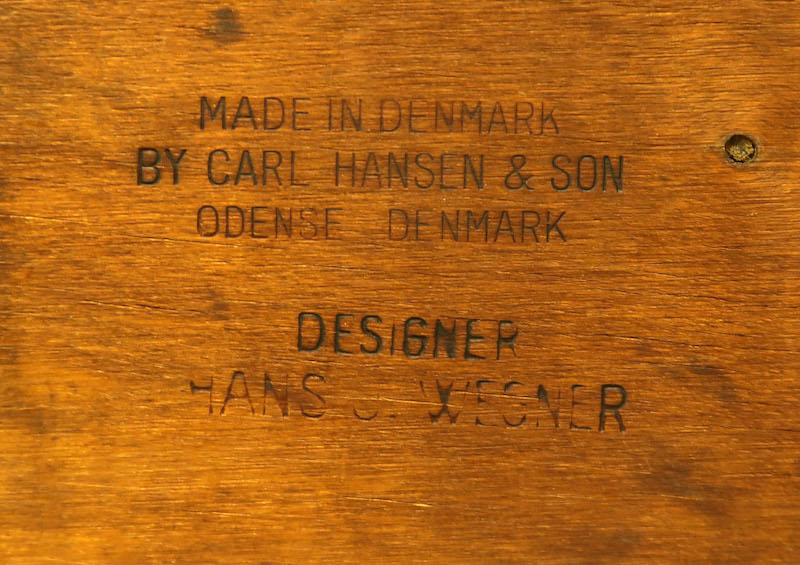 MADE IN DENMARK
BY CARL HANSEN & SON
ODENSE DENMARK
DESIGNER
HANS J. WEGNER